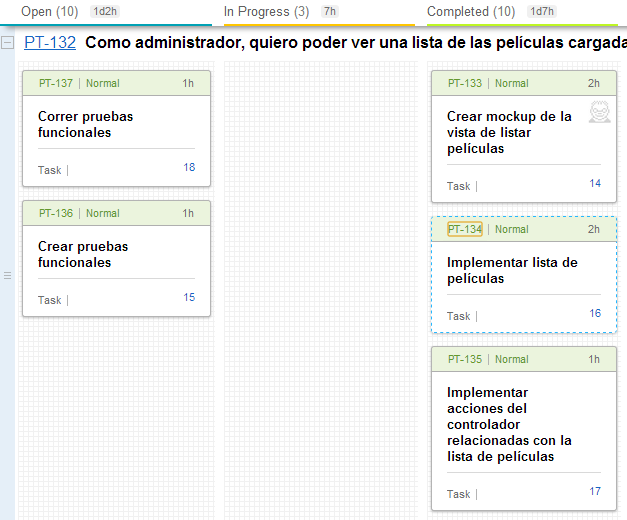 Open (10) 1d2h
In Progress (3) 7h
Completed (10) 1d7h
PT-132 Como administrador, quiero poder ver una lista de las películas cargada
PT-137 | Normal 1h
Correr pruebas
funcionales
Task | 18
PT-136 | Normal 1h
Crear pruebas
funcionales
Task | 15
PT-133 | Normal 2h
Crear mockup de la
vista de listar
películas
Task | 14
PT-134 | Normal 2h
Implementar lista de
películas
Task | 16
PT-135 | Normal 1h
Implementar
acciones del
controlador
relacionadas con la
lista de películas
Task | 17